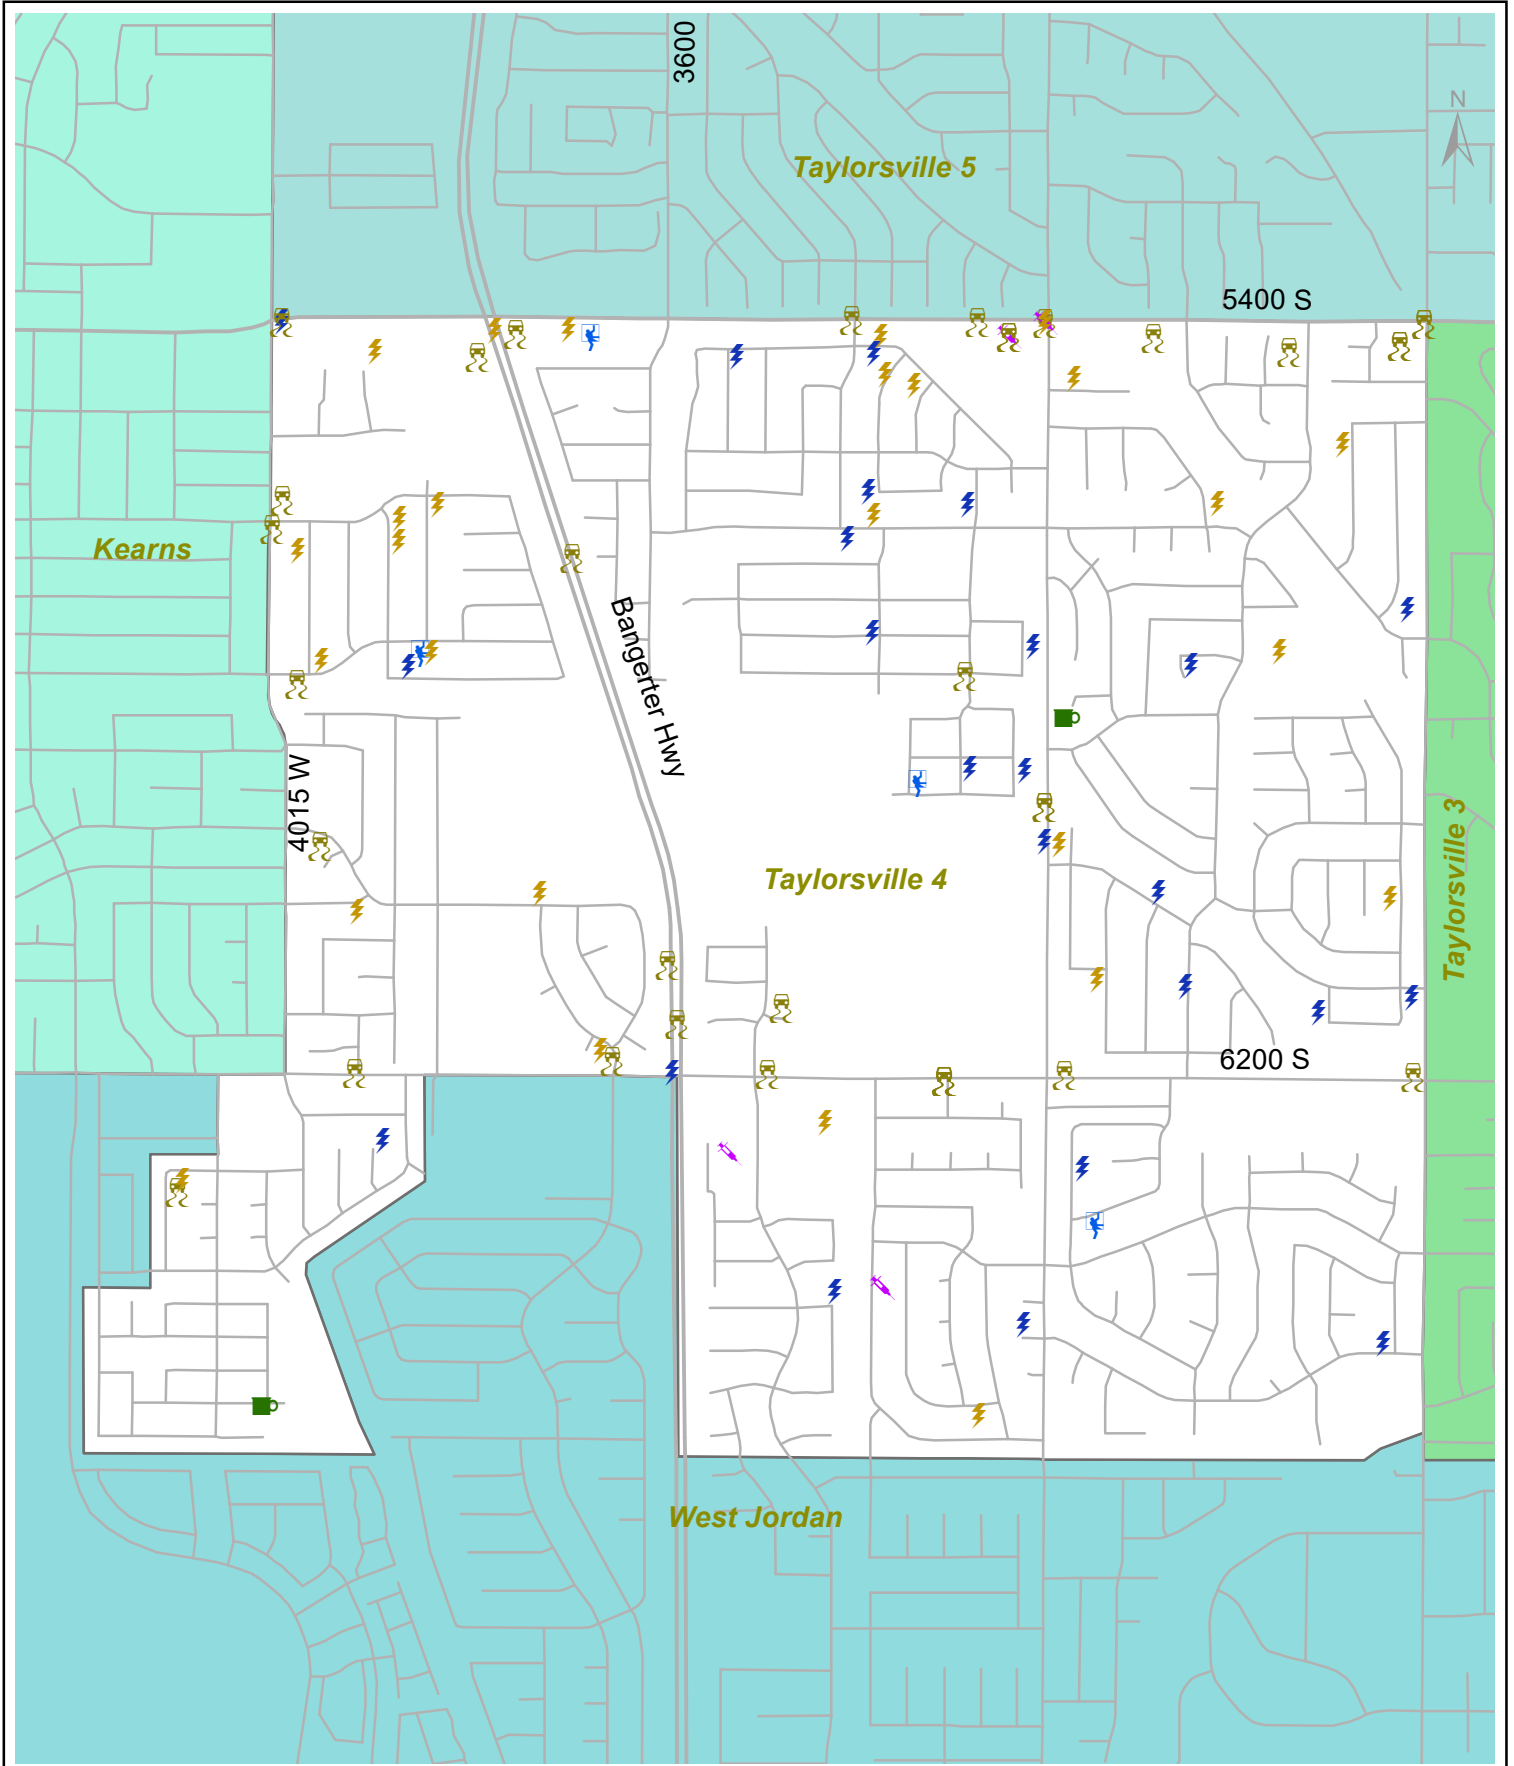 3600
N
Taylorsville 5
5400 S
Kearns
Bangerter Hwy
4015 W
Taylorsville 3
Taylorsville 4
6200 S
West Jordan